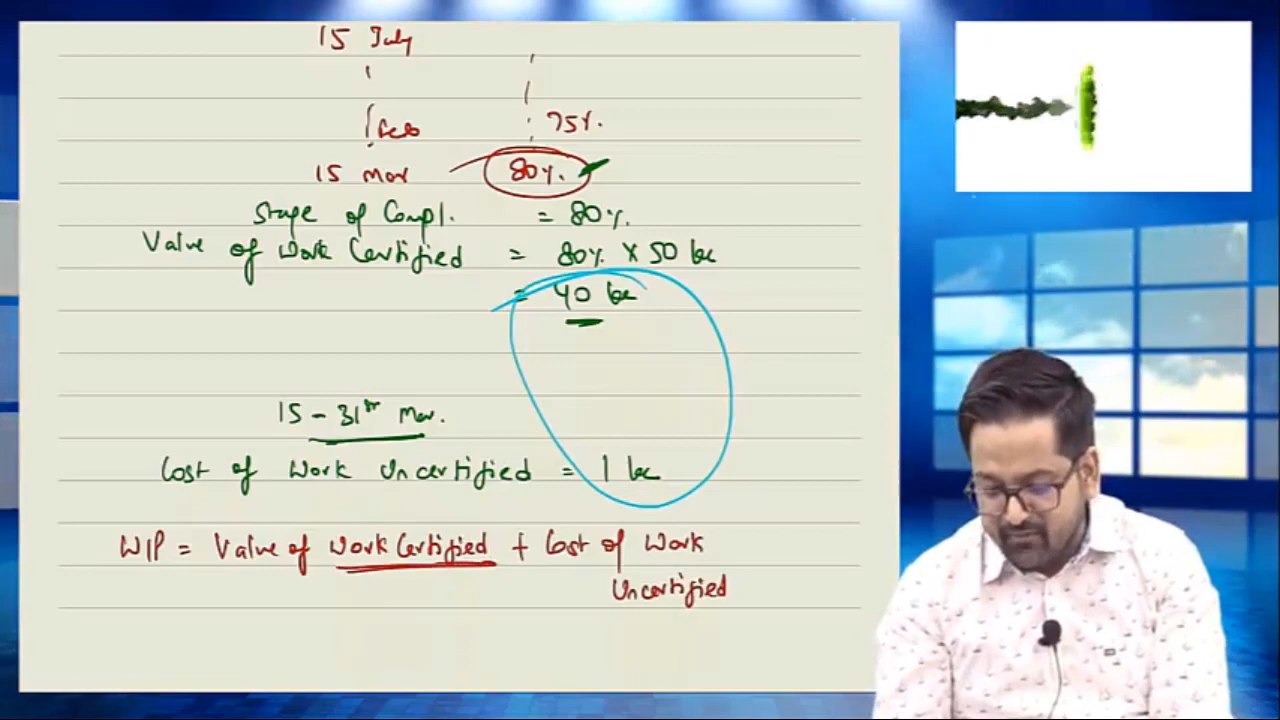 15 July
Feb 75%.
15 Mar 80%.
Stage of Compl. = 80%.
Value of Work Certified = 80% x 50 lac
= 40 lac
15 - 31st Mar.
Cost of Work Uncertified = 1 lac
WIP = Value of Work Certified + Cost of Work
Uncertified